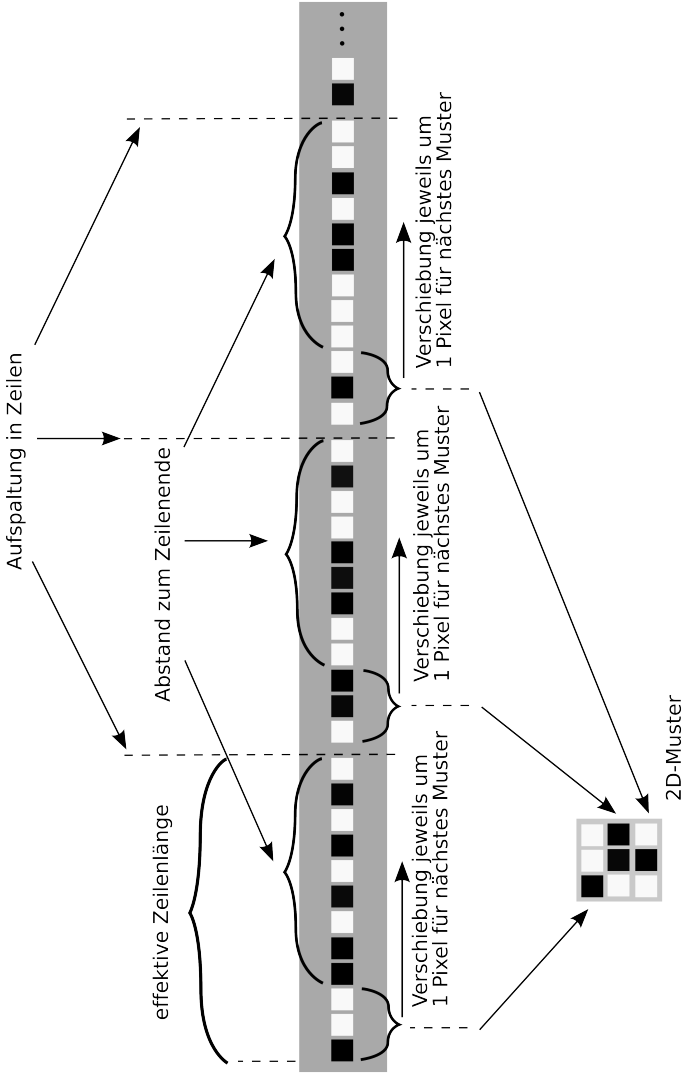 Aufspaltung in Zeilen
effektive Zeilenlänge
Abstand zum Zeilenende
...
Verschiebung jeweils um
1 Pixel für nächstes Muster
Verschiebung jeweils um
1 Pixel für nächstes Muster
Verschiebung jeweils um
1 Pixel für nächstes Muster
2D-Muster